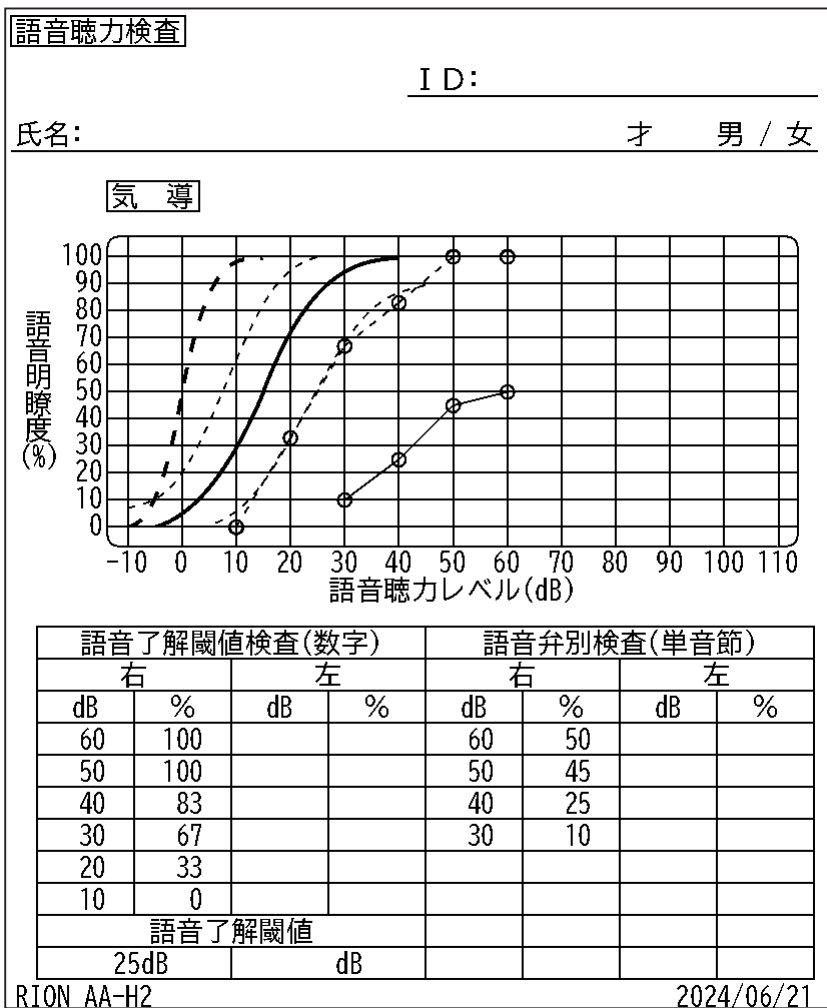 語音聴力検査
ID:
氏名: 才 男 / 女
気 導
語音明瞭度(%)
100
90
80
70
60
50
40
30
20
10
0
-10 0 10 20 30 40 50 60 70 80 90 100 110
語音聴力レベル(dB)
語音了解閾値検査(数字) 語音弁別検査(単音節)
右 左 右 左
dB % dB % dB % dB %
60 100 60 50
50 100 50 45
40 83 40 25
30 67 30 10
20 33
10 0
語音了解閾値
25dB dB
RION AA-H2 2024/06/21